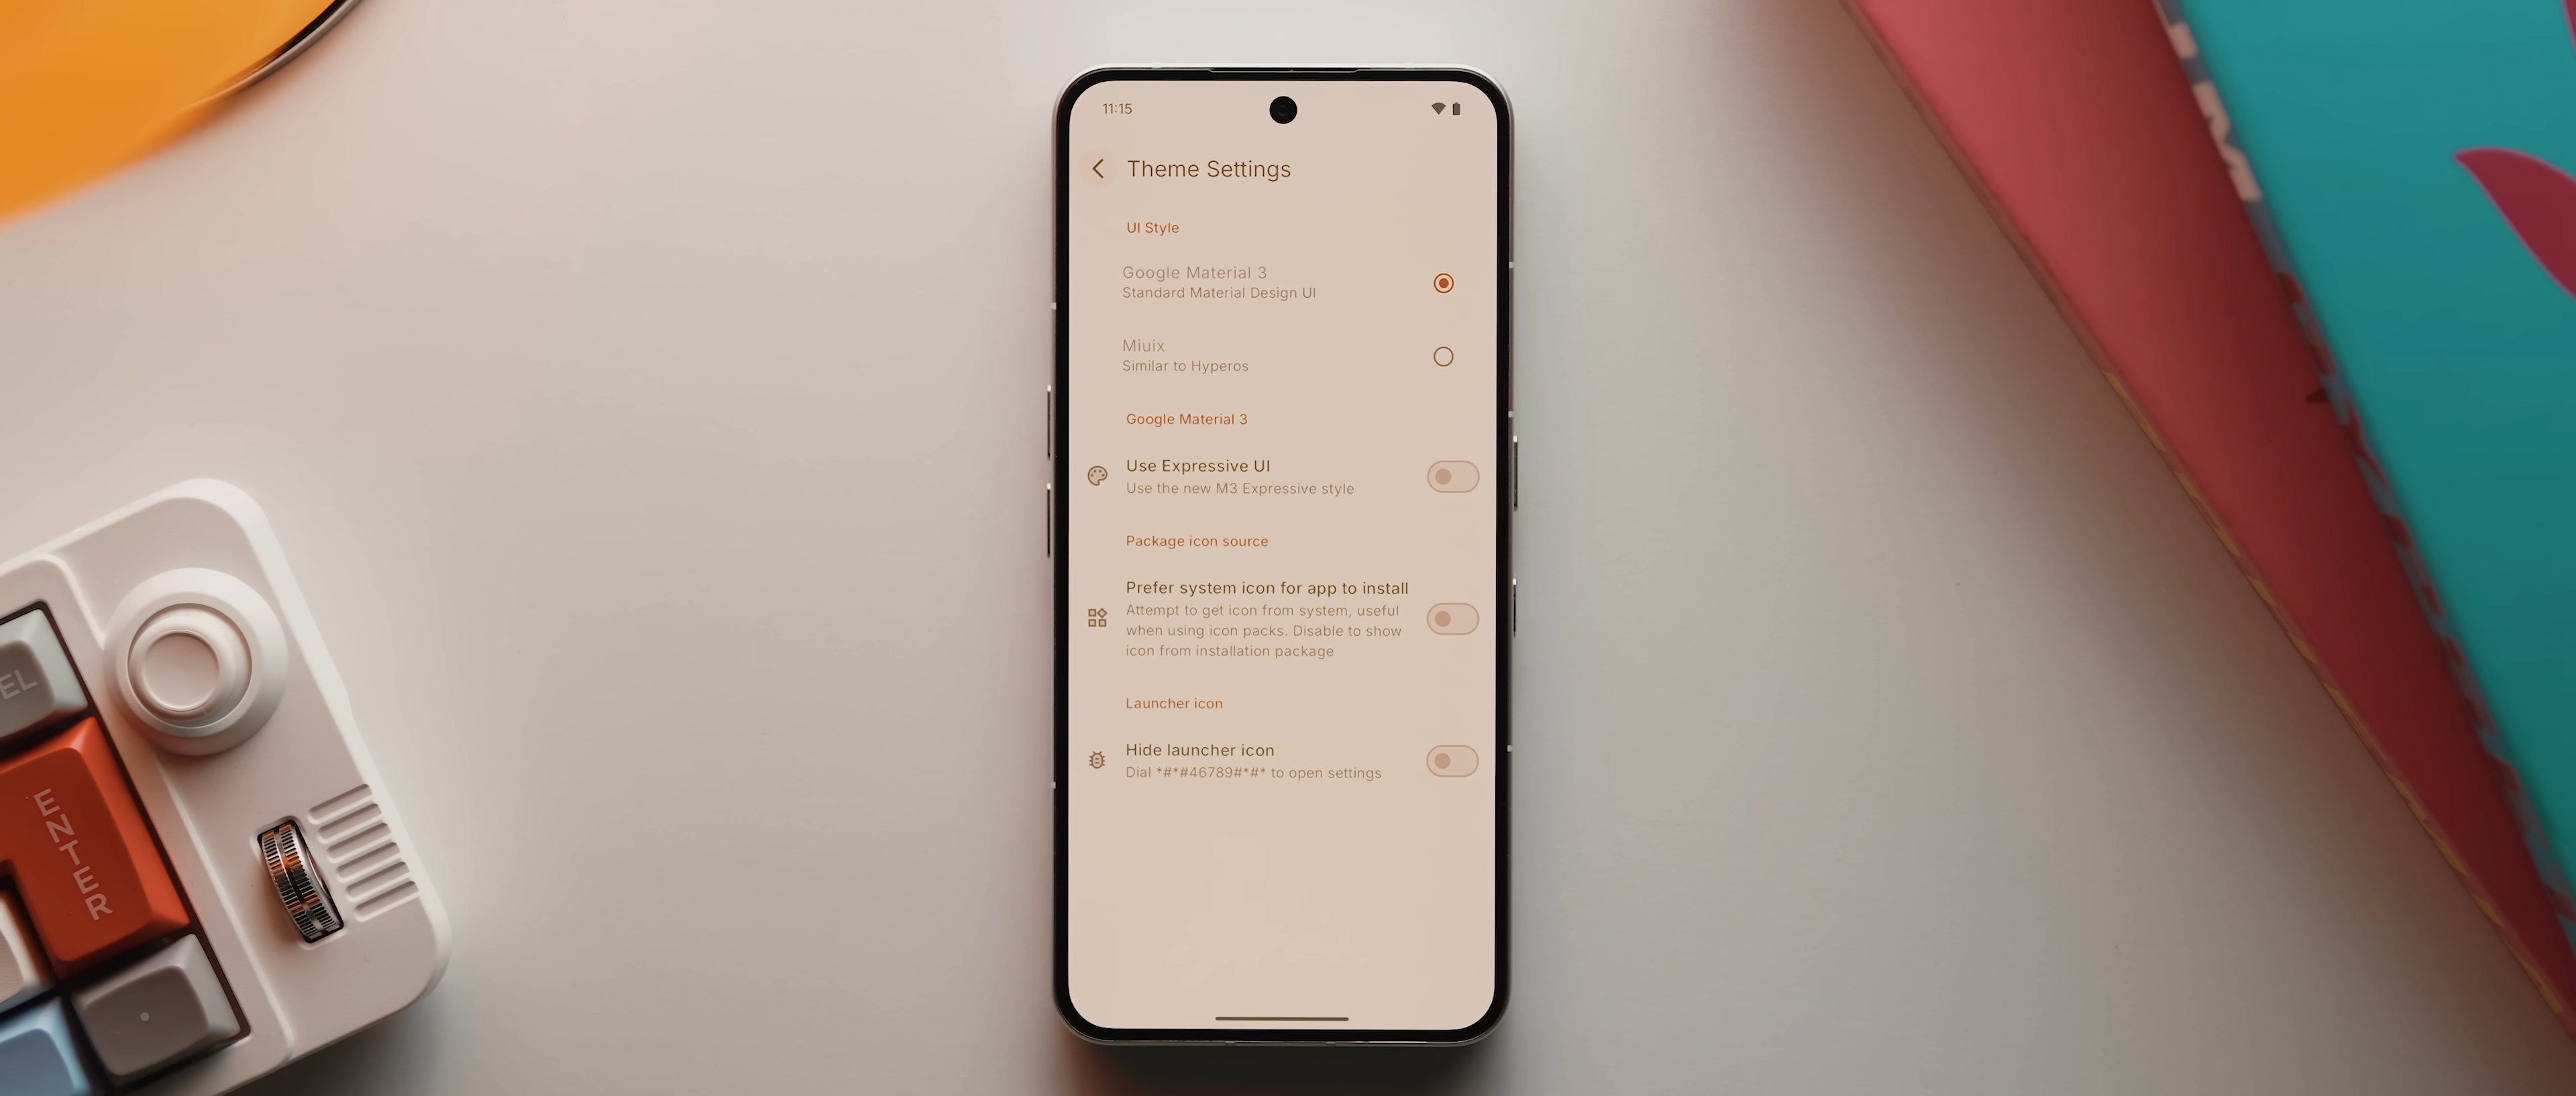 11:15
Theme Settings
UI Style
Google Material 3
Standard Material Design UI
Miuix
Similar to Hyperos
Google Material 3
Use Expressive UI
Use the new M3 Expressive style
Package icon source
Prefer system icon for app to install
Attempt to get icon from system, useful
when using icon packs. Disable to show
icon from installation package
Launcher icon
Hide launcher icon
Dial *#*#46789#*#* to open settings
EL
ENTER